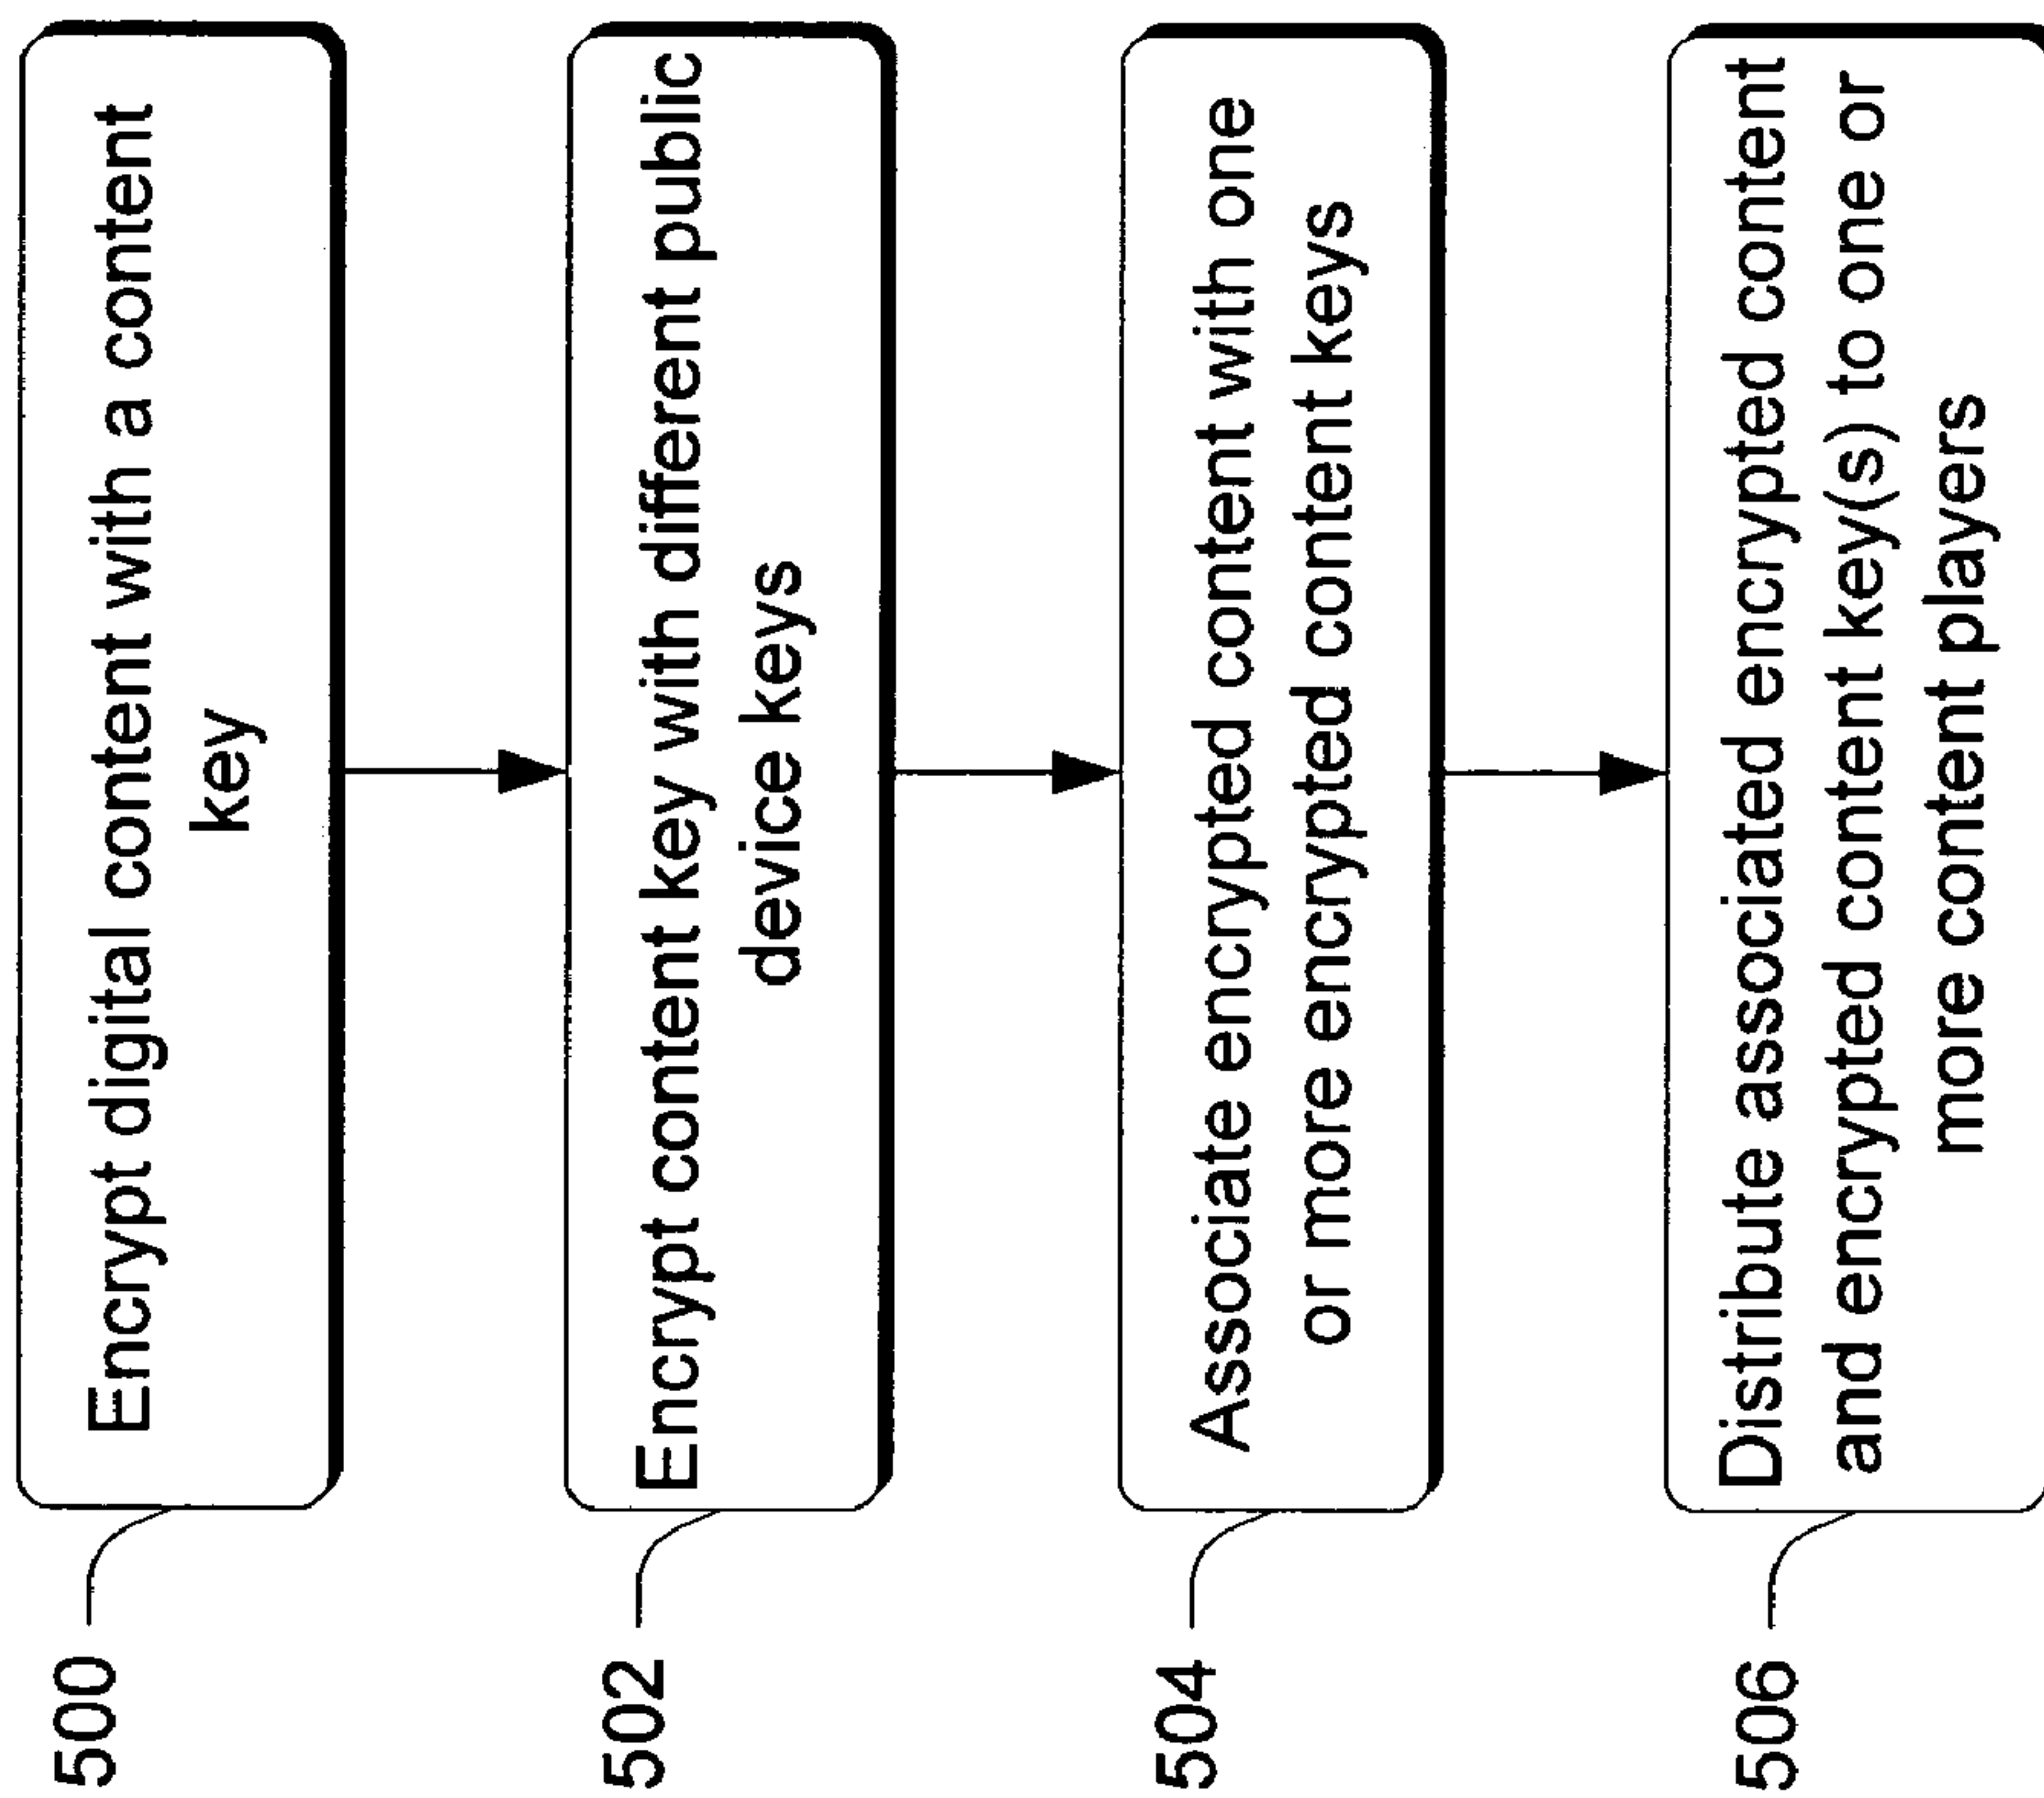 500
Encrypt digital content with a content
key
502
Encrypt content key with different public
device keys
504
Associate encrypted content with one
or more encrypted content keys
506
Distribute associated encrypted content
and encrypted content key(s) to one or
more content players